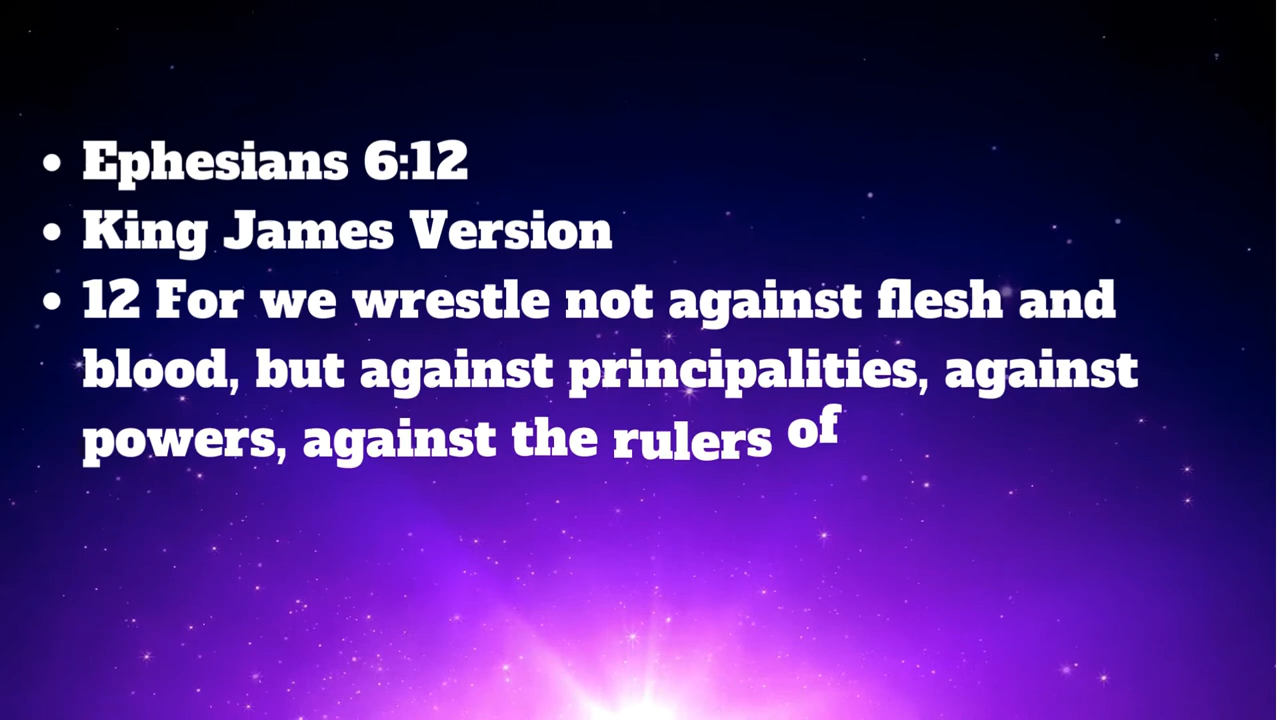 • Ephesians 6:12
• King James Version
• 12 For we wrestle not against flesh and
blood, but against principalities, against
powers, against the rulers of